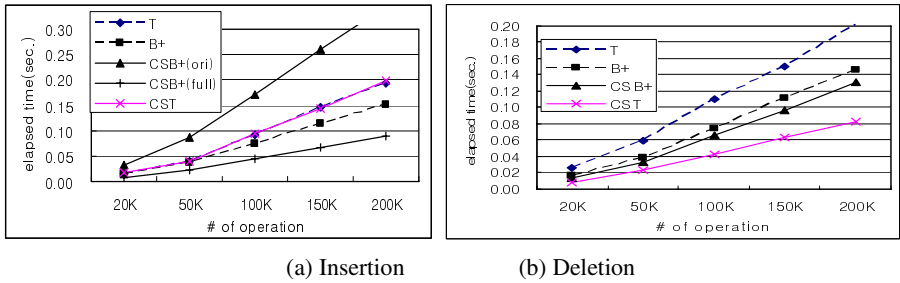 0.30
0.25
0.20
0.15
0.10
0.05
0.00
elapsed time(sec.)
T
B+
CSB+(ori)
CSB+(full)
CST
20K 50K 100K 150K 200K
# of operation
0.20
0.18
0.16
0.14
0.12
0.10
0.08
0.06
0.04
0.02
0.00
elapsed time(sec.)
T
B+
CSB+
CST
20K 50K 100K 150K 200K
# of operation
(a) Insertion
(b) Deletion